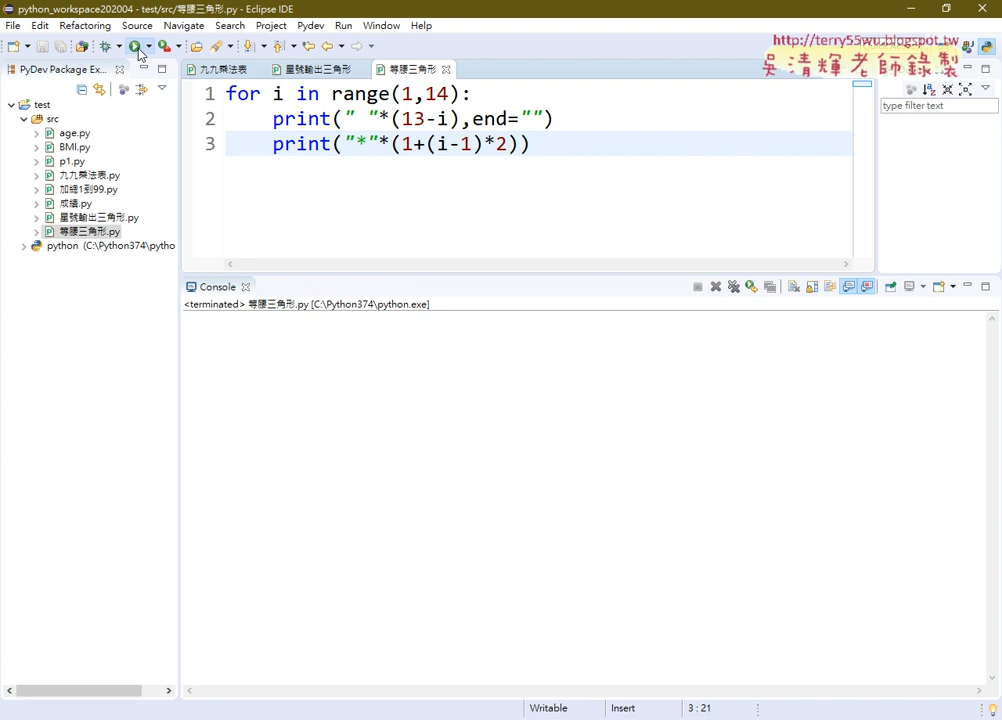 python_workspace202004 - test/src/等腰三角形.py - Eclipse IDE
File Edit Refactoring Source Navigate Search Project Pydev Run Window Help
http://terry55wu.blogspot.tw
吳清輝老師錄製
PyDev Package Ex...
九九乘法表
星號輸出三角形
等腰三角形
type filter text
test
src
age.py
BMI.py
p1.py
九九乘法表.py
加總1到99.py
成績.py
星號輸出三角形.py
等腰三角形.py
python (C:\Python374\pytho
1 for i in range(1,14):
2 print(" "*(13-i),end="")
3 print("*"*(1+(i-1)*2))
Console
<terminated> 等腰三角形.py [C:\Python374\python.exe]
Writable Insert 3 : 21